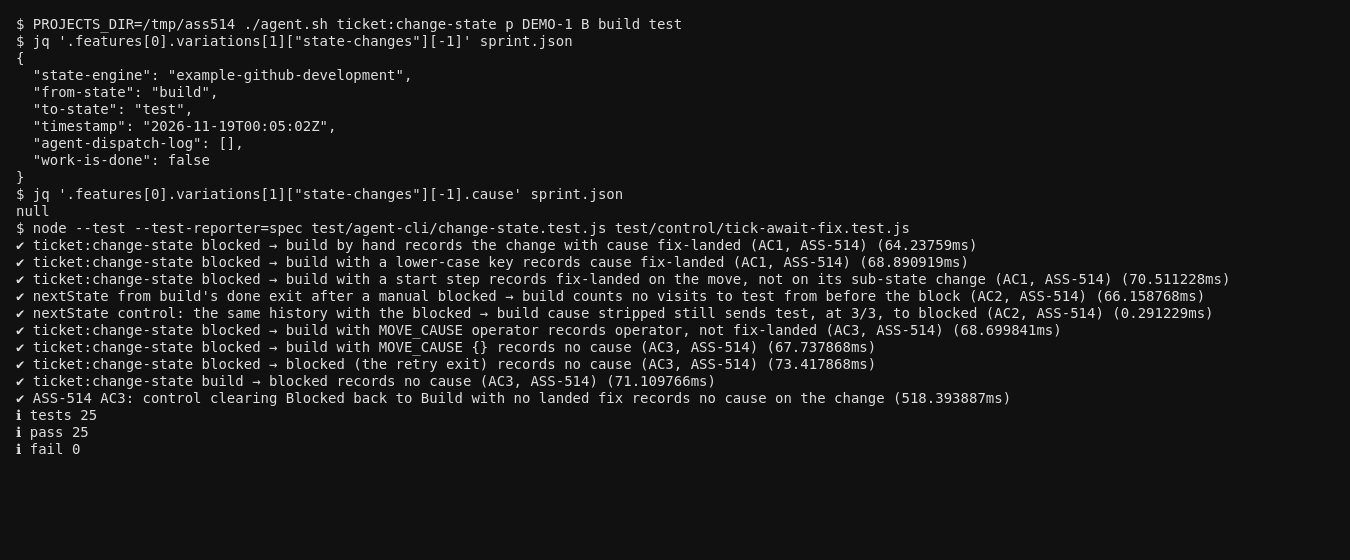 $ PROJECTS_DIR=/tmp/ass514 ./agent.sh ticket:change-state p DEMO-1 B build test
$ jq '.features[0].variations[1]["state-changes"][-1]' sprint.json
{
  "state-engine": "example-github-development",
  "from-state": "build",
  "to-state": "test",
  "timestamp": "2026-11-19T00:05:02Z",
  "agent-dispatch-log": [],
  "work-is-done": false
}
$ jq '.features[0].variations[1]["state-changes"][-1].cause' sprint.json
null
$ node --test --test-reporter=spec test/agent-cli/change-state.test.js test/control/tick-await-fix.test.js
✔ ticket:change-state blocked → build by hand records the change with cause fix-landed (AC1, ASS-514) (64.23759ms)
✔ ticket:change-state blocked → build with a lower-case key records cause fix-landed (AC1, ASS-514) (68.890919ms)
✔ ticket:change-state blocked → build with a start step records fix-landed on the move, not on its sub-state change (AC1, ASS-514) (70.511228ms)
✔ nextState from build's done exit after a manual blocked → build counts no visits to test from before the block (AC2, ASS-514) (66.158768ms)
✔ nextState control: the same history with the blocked → build cause stripped still sends test, at 3/3, to blocked (AC2, ASS-514) (0.291229ms)
✔ ticket:change-state blocked → build with MOVE_CAUSE operator records operator, not fix-landed (AC3, ASS-514) (68.699841ms)
✔ ticket:change-state blocked → build with MOVE_CAUSE {} records no cause (AC3, ASS-514) (67.737868ms)
✔ ticket:change-state blocked → blocked (the retry exit) records no cause (AC3, ASS-514) (73.417868ms)
✔ ticket:change-state build → blocked records no cause (AC3, ASS-514) (71.109766ms)
✔ ASS-514 AC3: control clearing Blocked back to Build with no landed fix records no cause on the change (518.393887ms)
ℹ tests 25
ℹ pass 25
ℹ fail 0